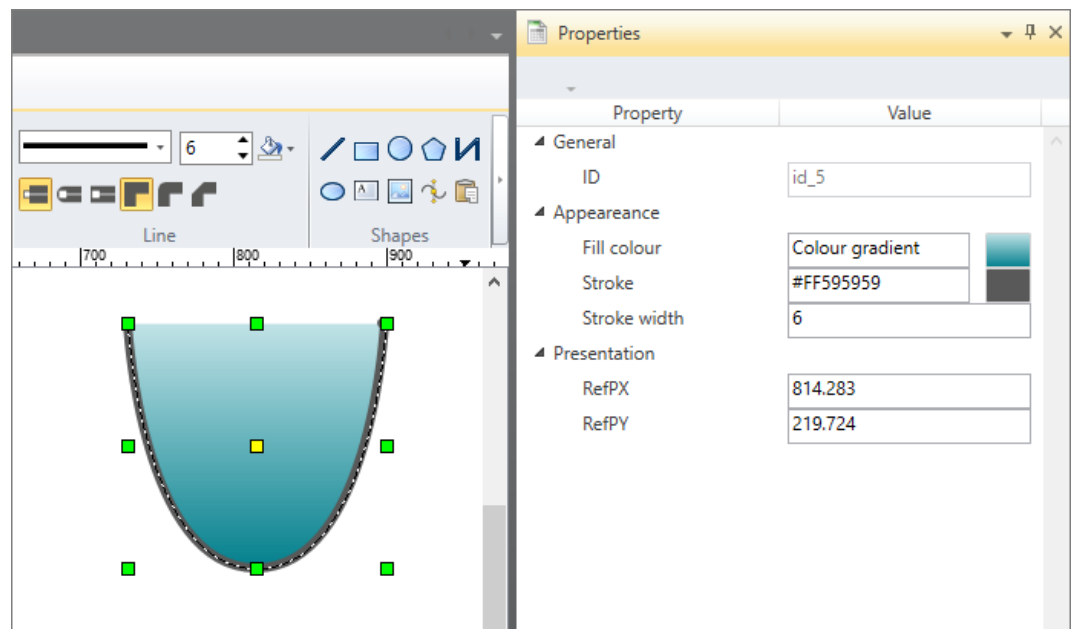 Properties
Property Value
General
ID id_5
Appeareance
Fill colour Colour gradient
Stroke #FF595959
Stroke width 6
Presentation
RefPX 814.283
RefPY 219.724
6
A
Line Shapes
700 800 900